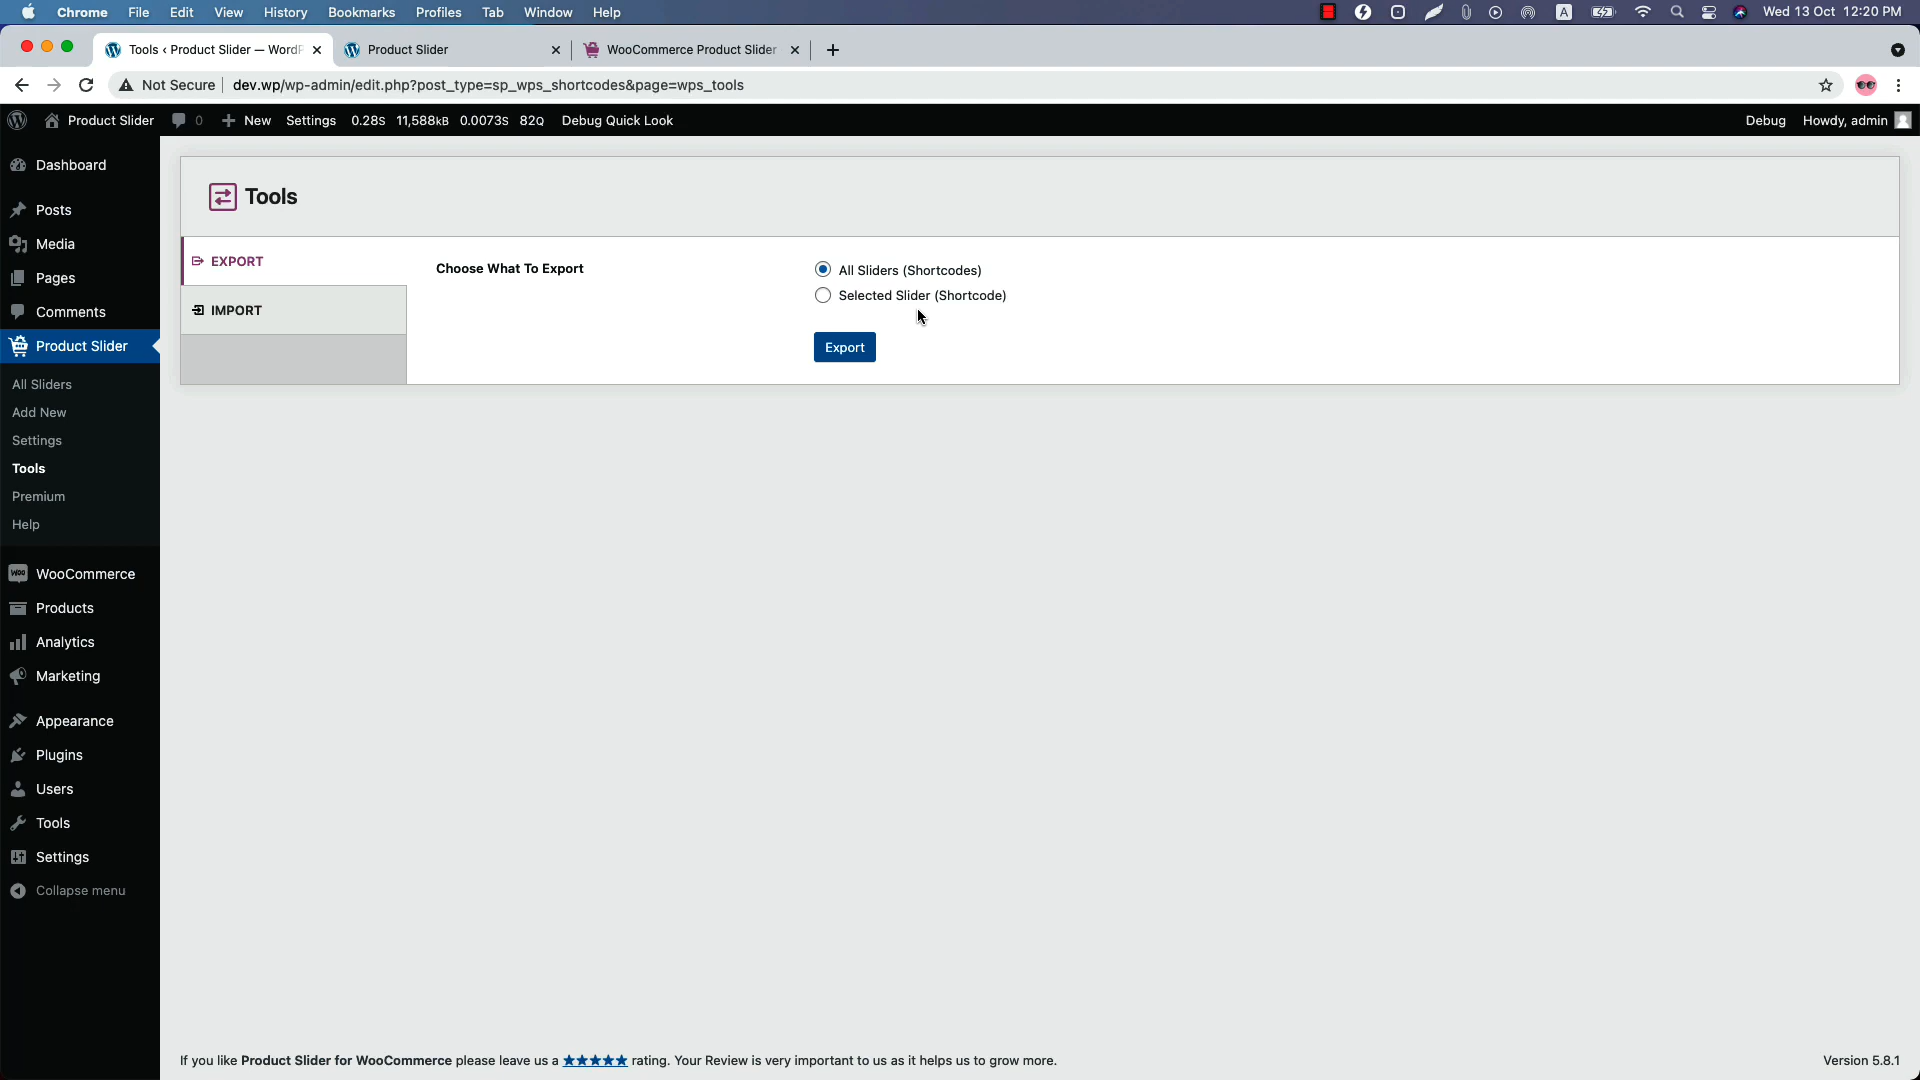 Chrome File Edit View History Bookmarks Profiles Tab Window Help A Wed 13 Oct 12:20 PM
Tools ‹ Product Slider — WordP Product Slider WooCommerce Product Slider
Not Secure dev.wp/wp-admin/edit.php?post_type=sp_wps_shortcodes&page=wps_tools
Product Slider 0 New Settings 0.28S 11,588KB 0.0073S 82Q Debug Quick Look Debug Howdy, admin
Dashboard
Posts
Media
Pages
Comments
Product Slider
All Sliders
Add New
Settings
Tools
Premium
Help
Woo WooCommerce
Products
Analytics
Marketing
Appearance
Plugins
Users
Tools
Settings
Collapse menu
Tools
EXPORT
IMPORT
Choose What To Export
All Sliders (Shortcodes)
Selected Slider (Shortcode)
Export
If you like Product Slider for WooCommerce please leave us a ★★★★★ rating. Your Review is very important to us as it helps us to grow more.
Version 5.8.1